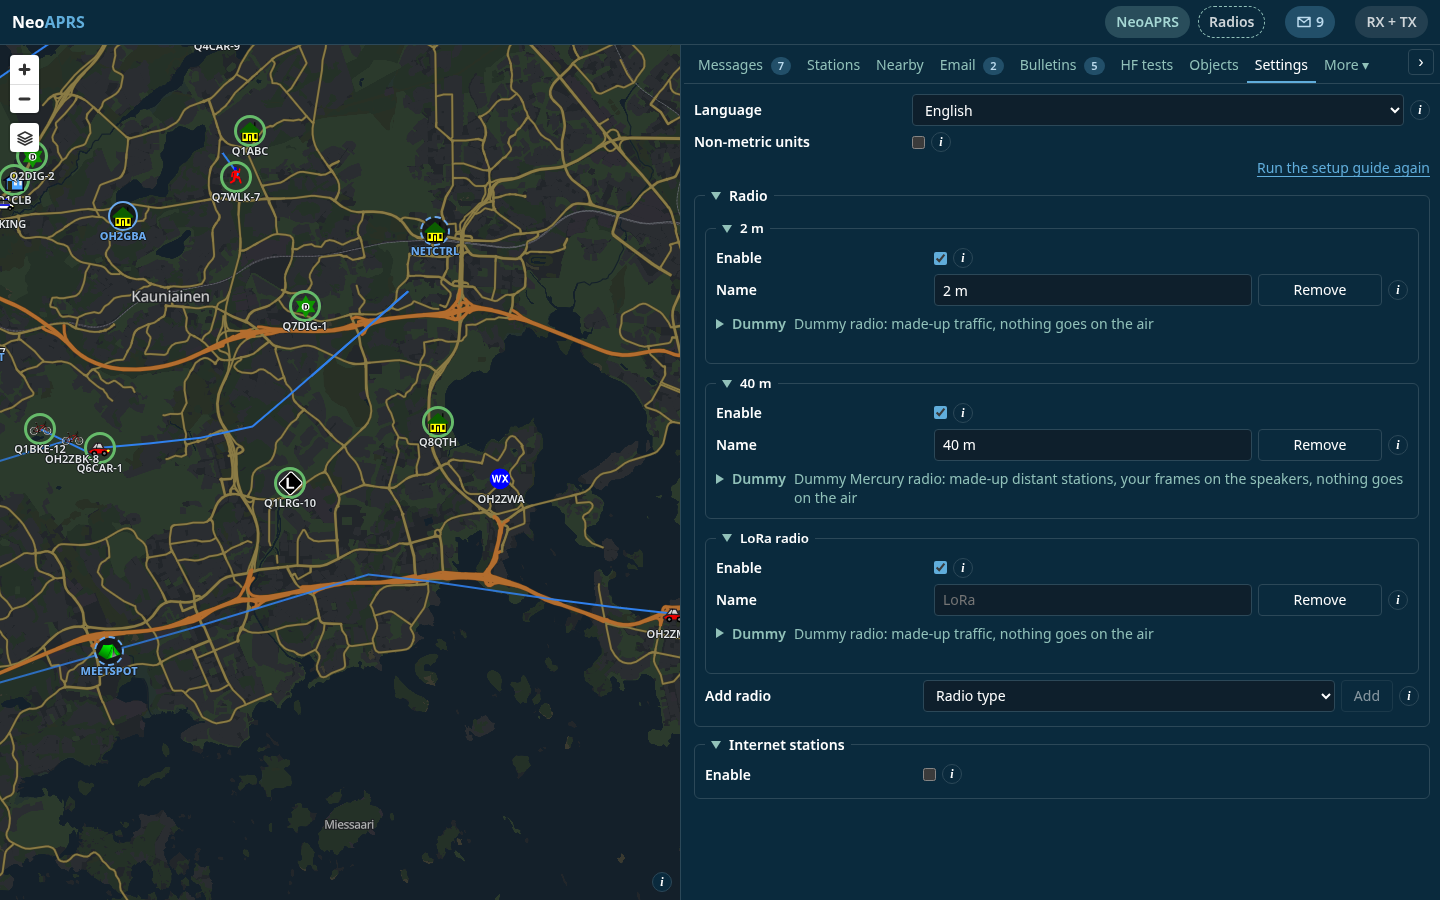 NeoAPRS
NeoAPRS
Radios
9
RX + TX
Messages 7
Stations
Nearby
Email 2
Bulletins 5
HF tests
Objects
Settings
More ▾
Language
English
Non-metric units
Run the setup guide again
Radio
2 m
Enable
Name
2 m
Remove
Dummy Dummy radio: made-up traffic, nothing goes on the air
40 m
Enable
Name
40 m
Remove
Dummy Dummy Mercury radio: made-up distant stations, your frames on the speakers, nothing goes
on the air
LoRa radio
Enable
Name
LoRa
Remove
Dummy Dummy radio: made-up traffic, nothing goes on the air
Add radio
Radio type
Add
Internet stations
Enable
Q4CAR-9
Q1ABC
Q2DIG-2
Q7WLK-7
Q1CLB
KING
OH2GBA
NETCTRL
Kauniainen
D
Q7DIG-1
Q8QTH
Q1BKE-12
OH2ZBK-8
Q6CAR-1
L
Q1LRG-10
WX
OH2ZWA
OH2ZM
MEETSPOT
Miessaari